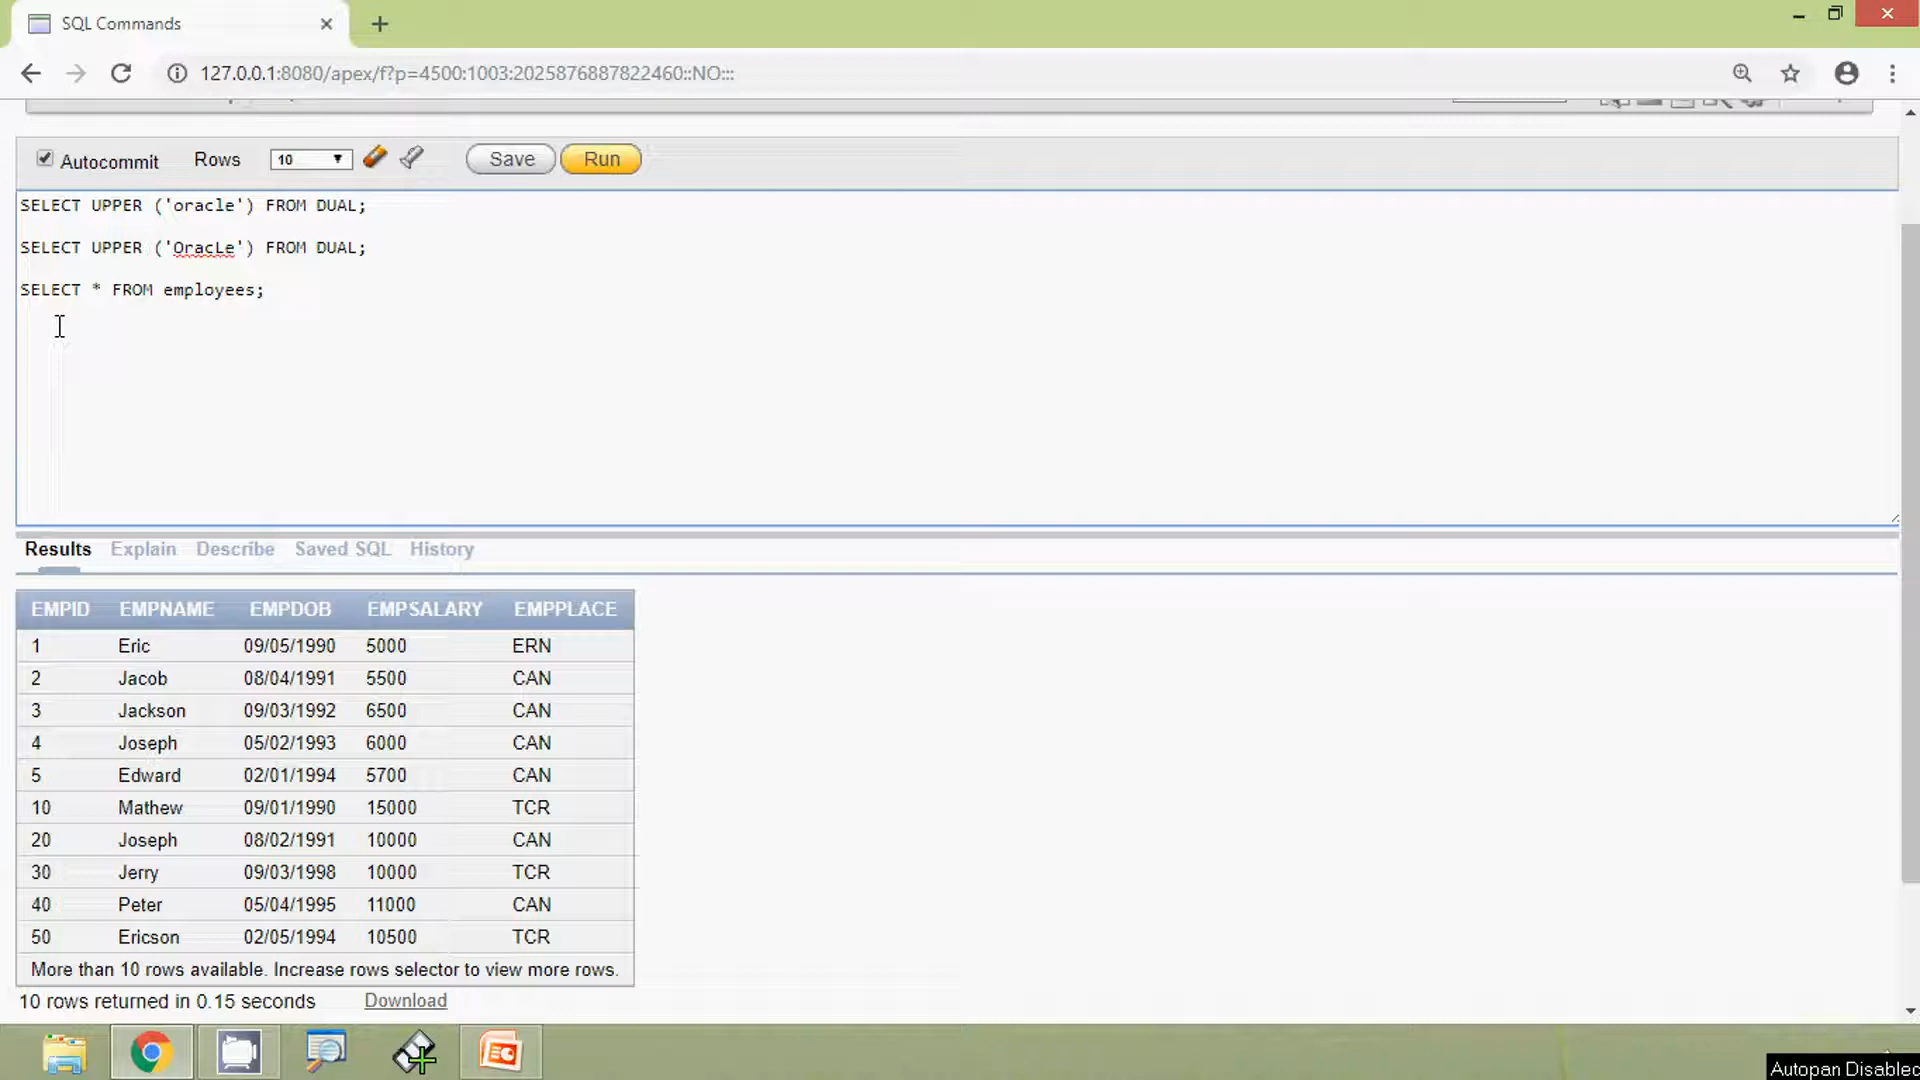 SQL Commands
127.0.0.1:8080/apex/f?p=4500:1003:2025876887822460::NO:::
Autocommit Rows 10 Save Run
SELECT UPPER ('oracle') FROM DUAL;
SELECT UPPER ('OracLe') FROM DUAL;
SELECT * FROM employees;
Results Explain Describe Saved SQL History
EMPID EMPNAME EMPDOB EMPSALARY EMPPLACE
1 Eric 09/05/1990 5000 ERN
2 Jacob 08/04/1991 5500 CAN
3 Jackson 09/03/1992 6500 CAN
4 Joseph 05/02/1993 6000 CAN
5 Edward 02/01/1994 5700 CAN
10 Mathew 09/01/1990 15000 TCR
20 Joseph 08/02/1991 10000 CAN
30 Jerry 09/03/1998 10000 TCR
40 Peter 05/04/1995 11000 CAN
50 Ericson 02/05/1994 10500 TCR
More than 10 rows available. Increase rows selector to view more rows.
10 rows returned in 0.15 seconds Download
Autopan Disabled